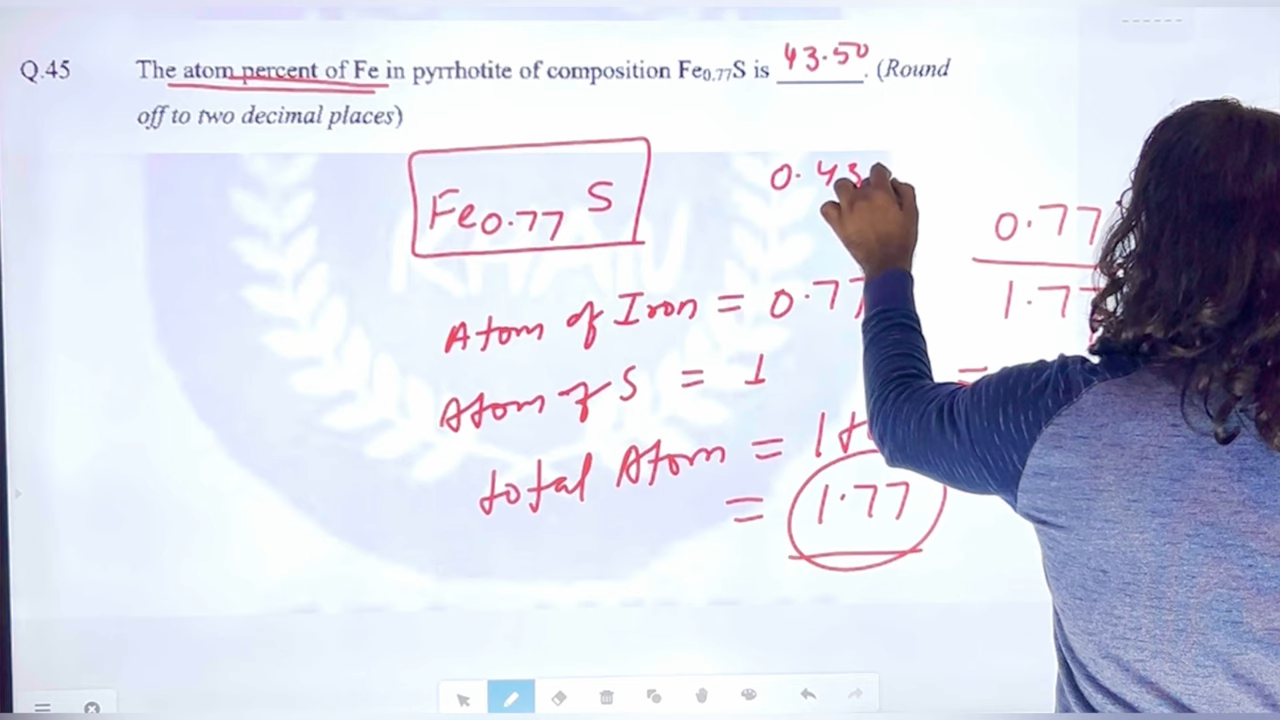 Q.45 The atom percent of Fe in pyrrhotite of composition Fe0.77S is 43.50. (Round
off to two decimal places)
Fe0.77 S
0.43
0.77
1.77
Atom of Iron = 0.77
Atom of S = 1
total Atom = 1+
= 1.77